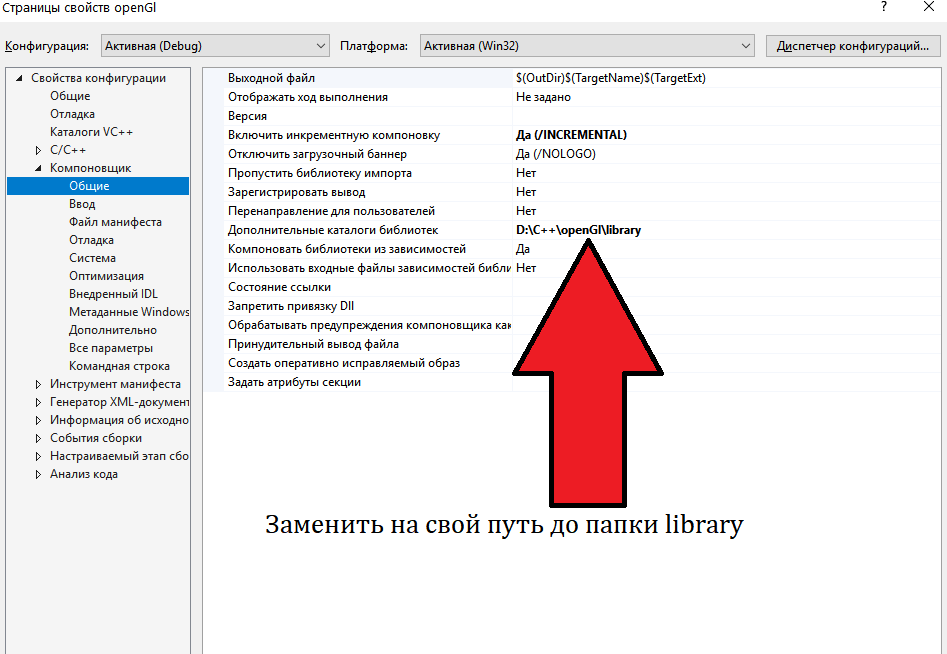 Страницы свойств openGl
?
Конфигурация: Активная (Debug) Платформа: Активная (Win32) Диспетчер конфигураций...
Свойства конфигурации
Общие
Отладка
Каталоги VC++
C/C++
Компоновщик
Общие
Ввод
Файл манифеста
Отладка
Система
Оптимизация
Внедренный IDL
Метаданные Windows
Дополнительно
Все параметры
Командная строка
Инструмент манифеста
Генератор XML-документ
Информация об исходно
События сборки
Настраиваемый этап сбо
Анализ кода
Выходной файл $(OutDir)$(TargetName)$(TargetExt)
Отображать ход выполнения Не задано
Версия
Включить инкрементную компоновку Да (/INCREMENTAL)
Отключить загрузочный баннер Да (/NOLOGO)
Пропустить библиотеку импорта Нет
Зарегистрировать вывод Нет
Перенаправление для пользователей Нет
Дополнительные каталоги библиотек D:\C++\openGl\library
Компоновать библиотеки из зависимостей Да
Использовать входные файлы зависимостей библи Нет
Состояние ссылки
Запретить привязку Dll
Обрабатывать предупреждения компоновщика как
Принудительный вывод файла
Создать оперативно исправляемый образ
Задать атрибуты секции
Заменить на свой путь до папки library